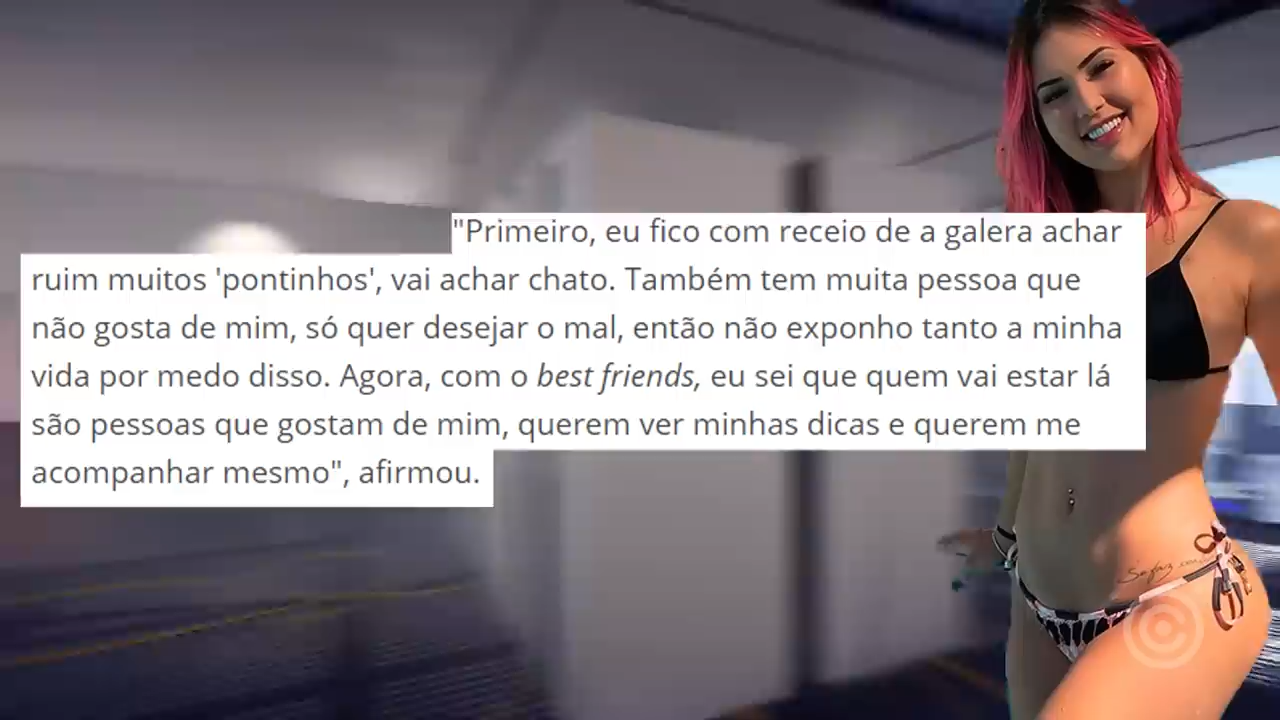 "Primeiro, eu fico com receio de a galera achar
ruim muitos 'pontinhos', vai achar chato. Também tem muita pessoa que
não gosta de mim, só quer desejar o mal, então não exponho tanto a minha
vida por medo disso. Agora, com o best friends, eu sei que quem vai estar lá
são pessoas que gostam de mim, querem ver minhas dicas e querem me
acompanhar mesmo", afirmou.